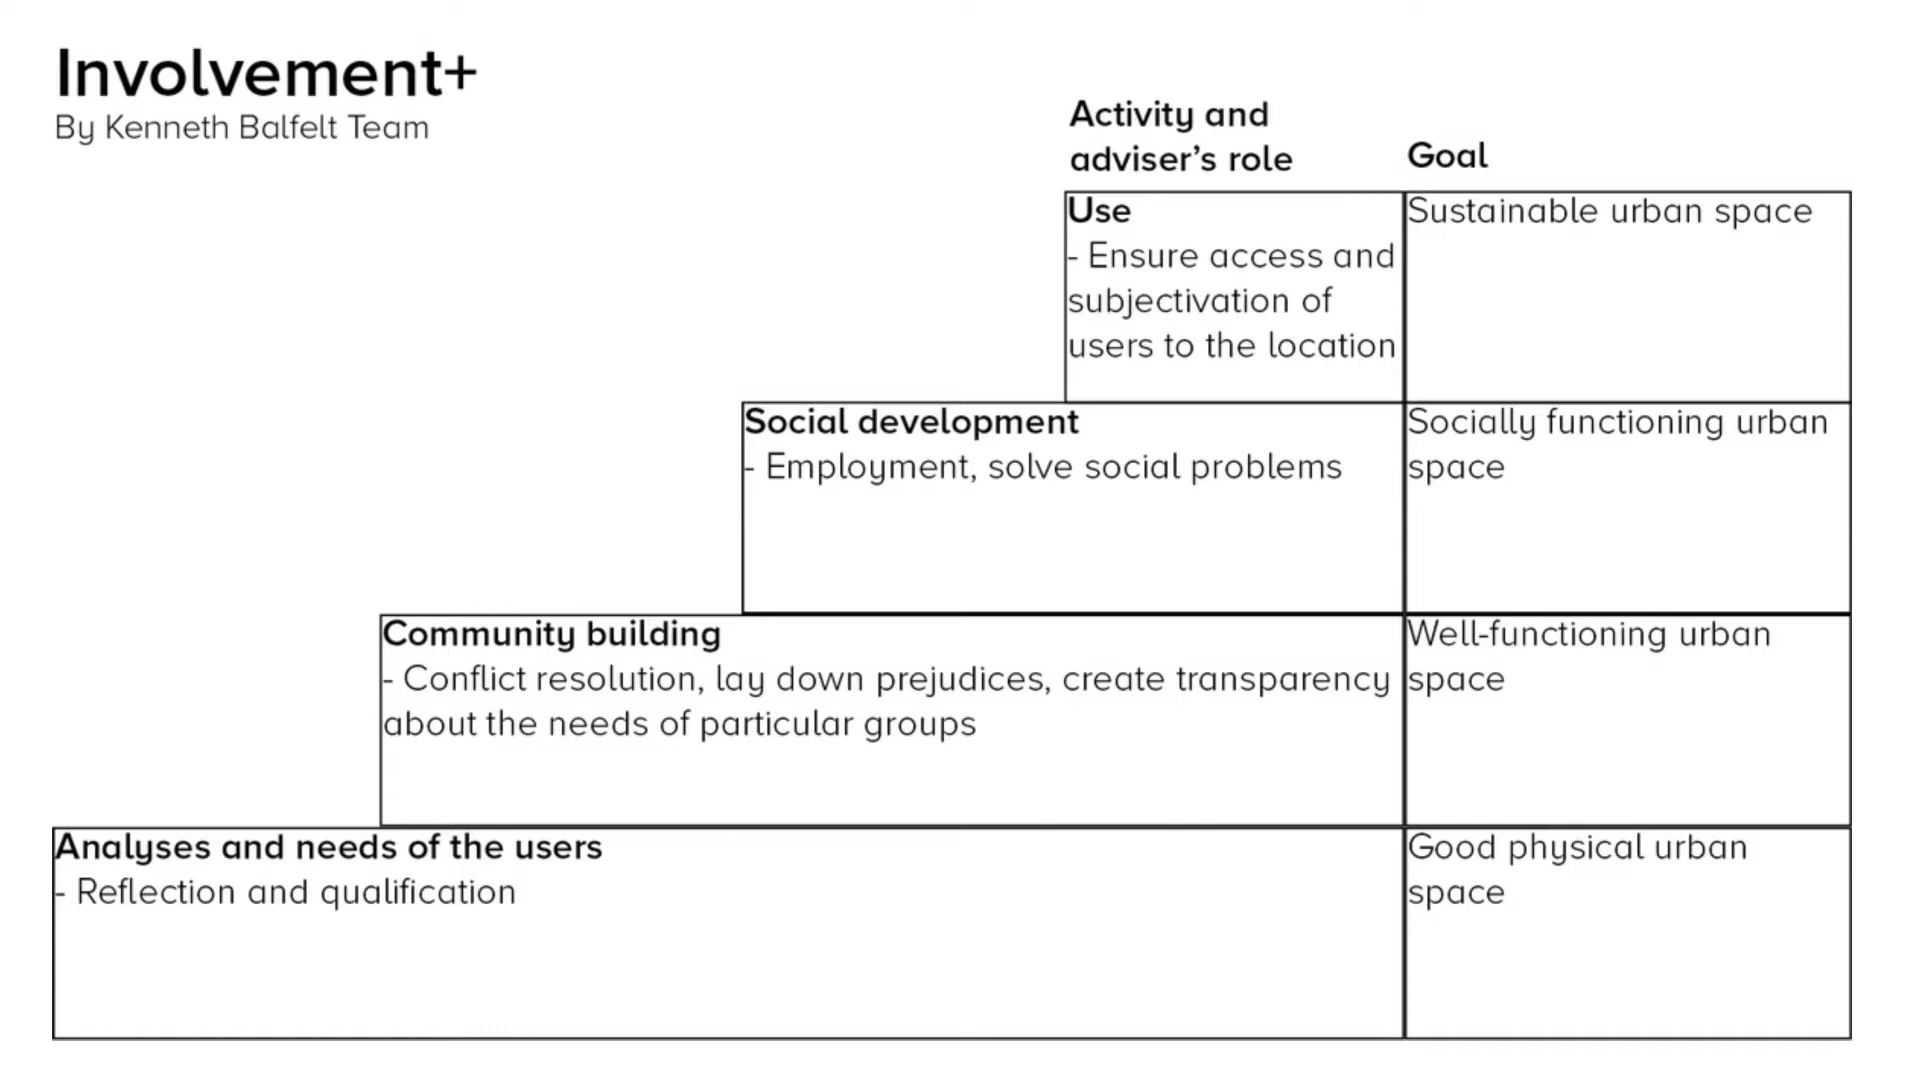 Involvement+
By Kenneth Balfelt Team
Activity and
adviser's role
Goal
Use
- Ensure access and
subjectivation of
users to the location
Sustainable urban space
Social development
- Employment, solve social problems
Socially functioning urban
space
Community building
- Conflict resolution, lay down prejudices, create transparency
about the needs of particular groups
Well-functioning urban
space
Analyses and needs of the users
- Reflection and qualification
Good physical urban
space